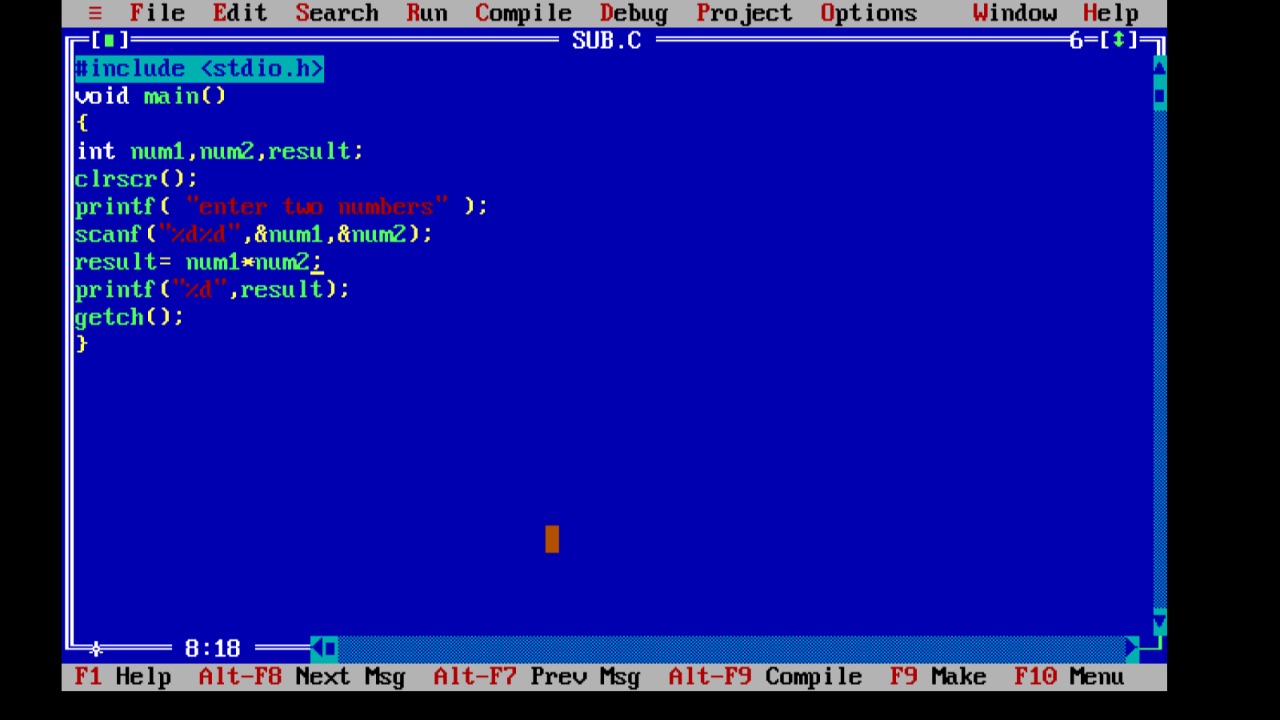 ≡ File Edit Search Run Compile Debug Project Options Window Help
[■] SUB.C 6=[↕]
#include <stdio.h>
void main()
{
int num1,num2,result;
clrscr();
printf( "enter two numbers" );
scanf("%d%d",&num1,&num2);
result= num1*num2;
printf("%d",result);
getch();
}
8:18
F1 Help Alt-F8 Next Msg Alt-F7 Prev Msg Alt-F9 Compile F9 Make F10 Menu